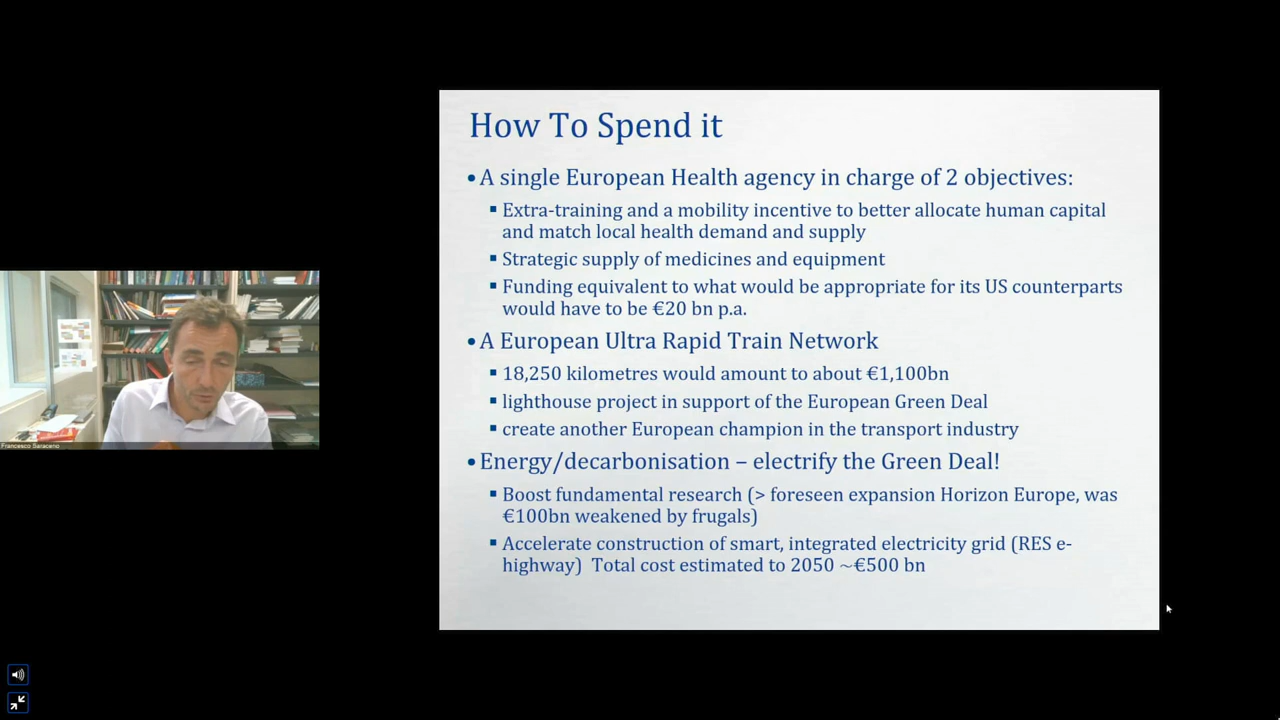 How To Spend it
•A single European Health agency in charge of 2 objectives:
▪ Extra-training and a mobility incentive to better allocate human capital
and match local health demand and supply
▪ Strategic supply of medicines and equipment
▪ Funding equivalent to what would be appropriate for its US counterparts
would have to be €20 bn p.a.
•A European Ultra Rapid Train Network
▪ 18,250 kilometres would amount to about €1,100bn
▪ lighthouse project in support of the European Green Deal
▪ create another European champion in the transport industry
•Energy/decarbonisation – electrify the Green Deal!
▪ Boost fundamental research (> foreseen expansion Horizon Europe, was
€100bn weakened by frugals)
▪ Accelerate construction of smart, integrated electricity grid (RES e-
highway)  Total cost estimated to 2050 ~€500 bn
Francesco Saraceno